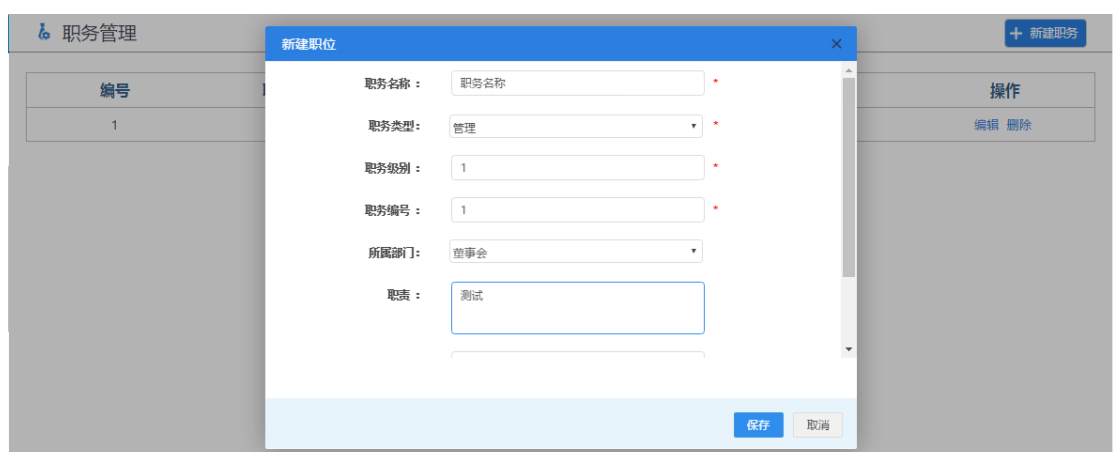 职务管理
新建职务
新建职位
编号
操作
1
编辑 删除
职务名称：
职务名称
*
职务类型:
管理
*
职务级别：
1
*
职务编号：
1
*
所属部门:
董事会
职责：
测试
保存
取消